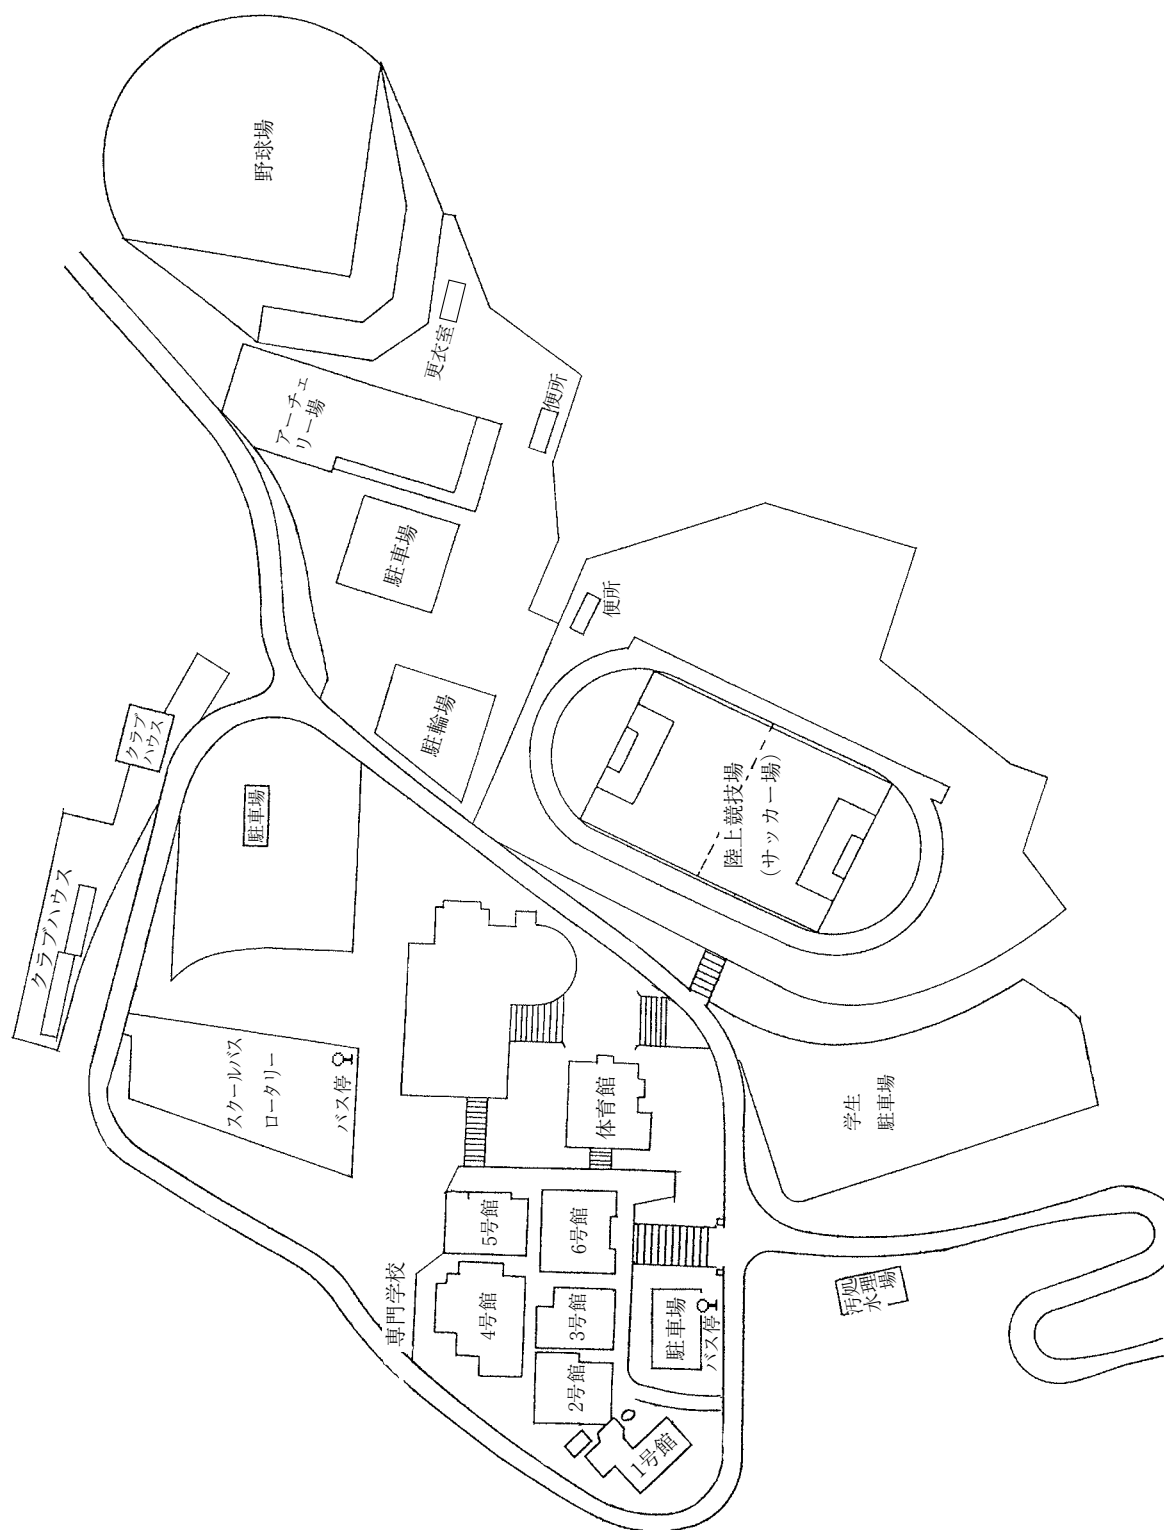 野球場
更衣室
アーチェ
リー場
便所
駐車場
便所
駐輪場
クラブ
ハウス
駐車場
クラブハウス
陸上競技場
(サッカー場)
スクールバス
ロータリー
バス停
体育館
学生
駐車場
専門学校
5号館
6号館
4号館
3号館
2号館
1号館
駐車場
バス停
汚水
処理
場